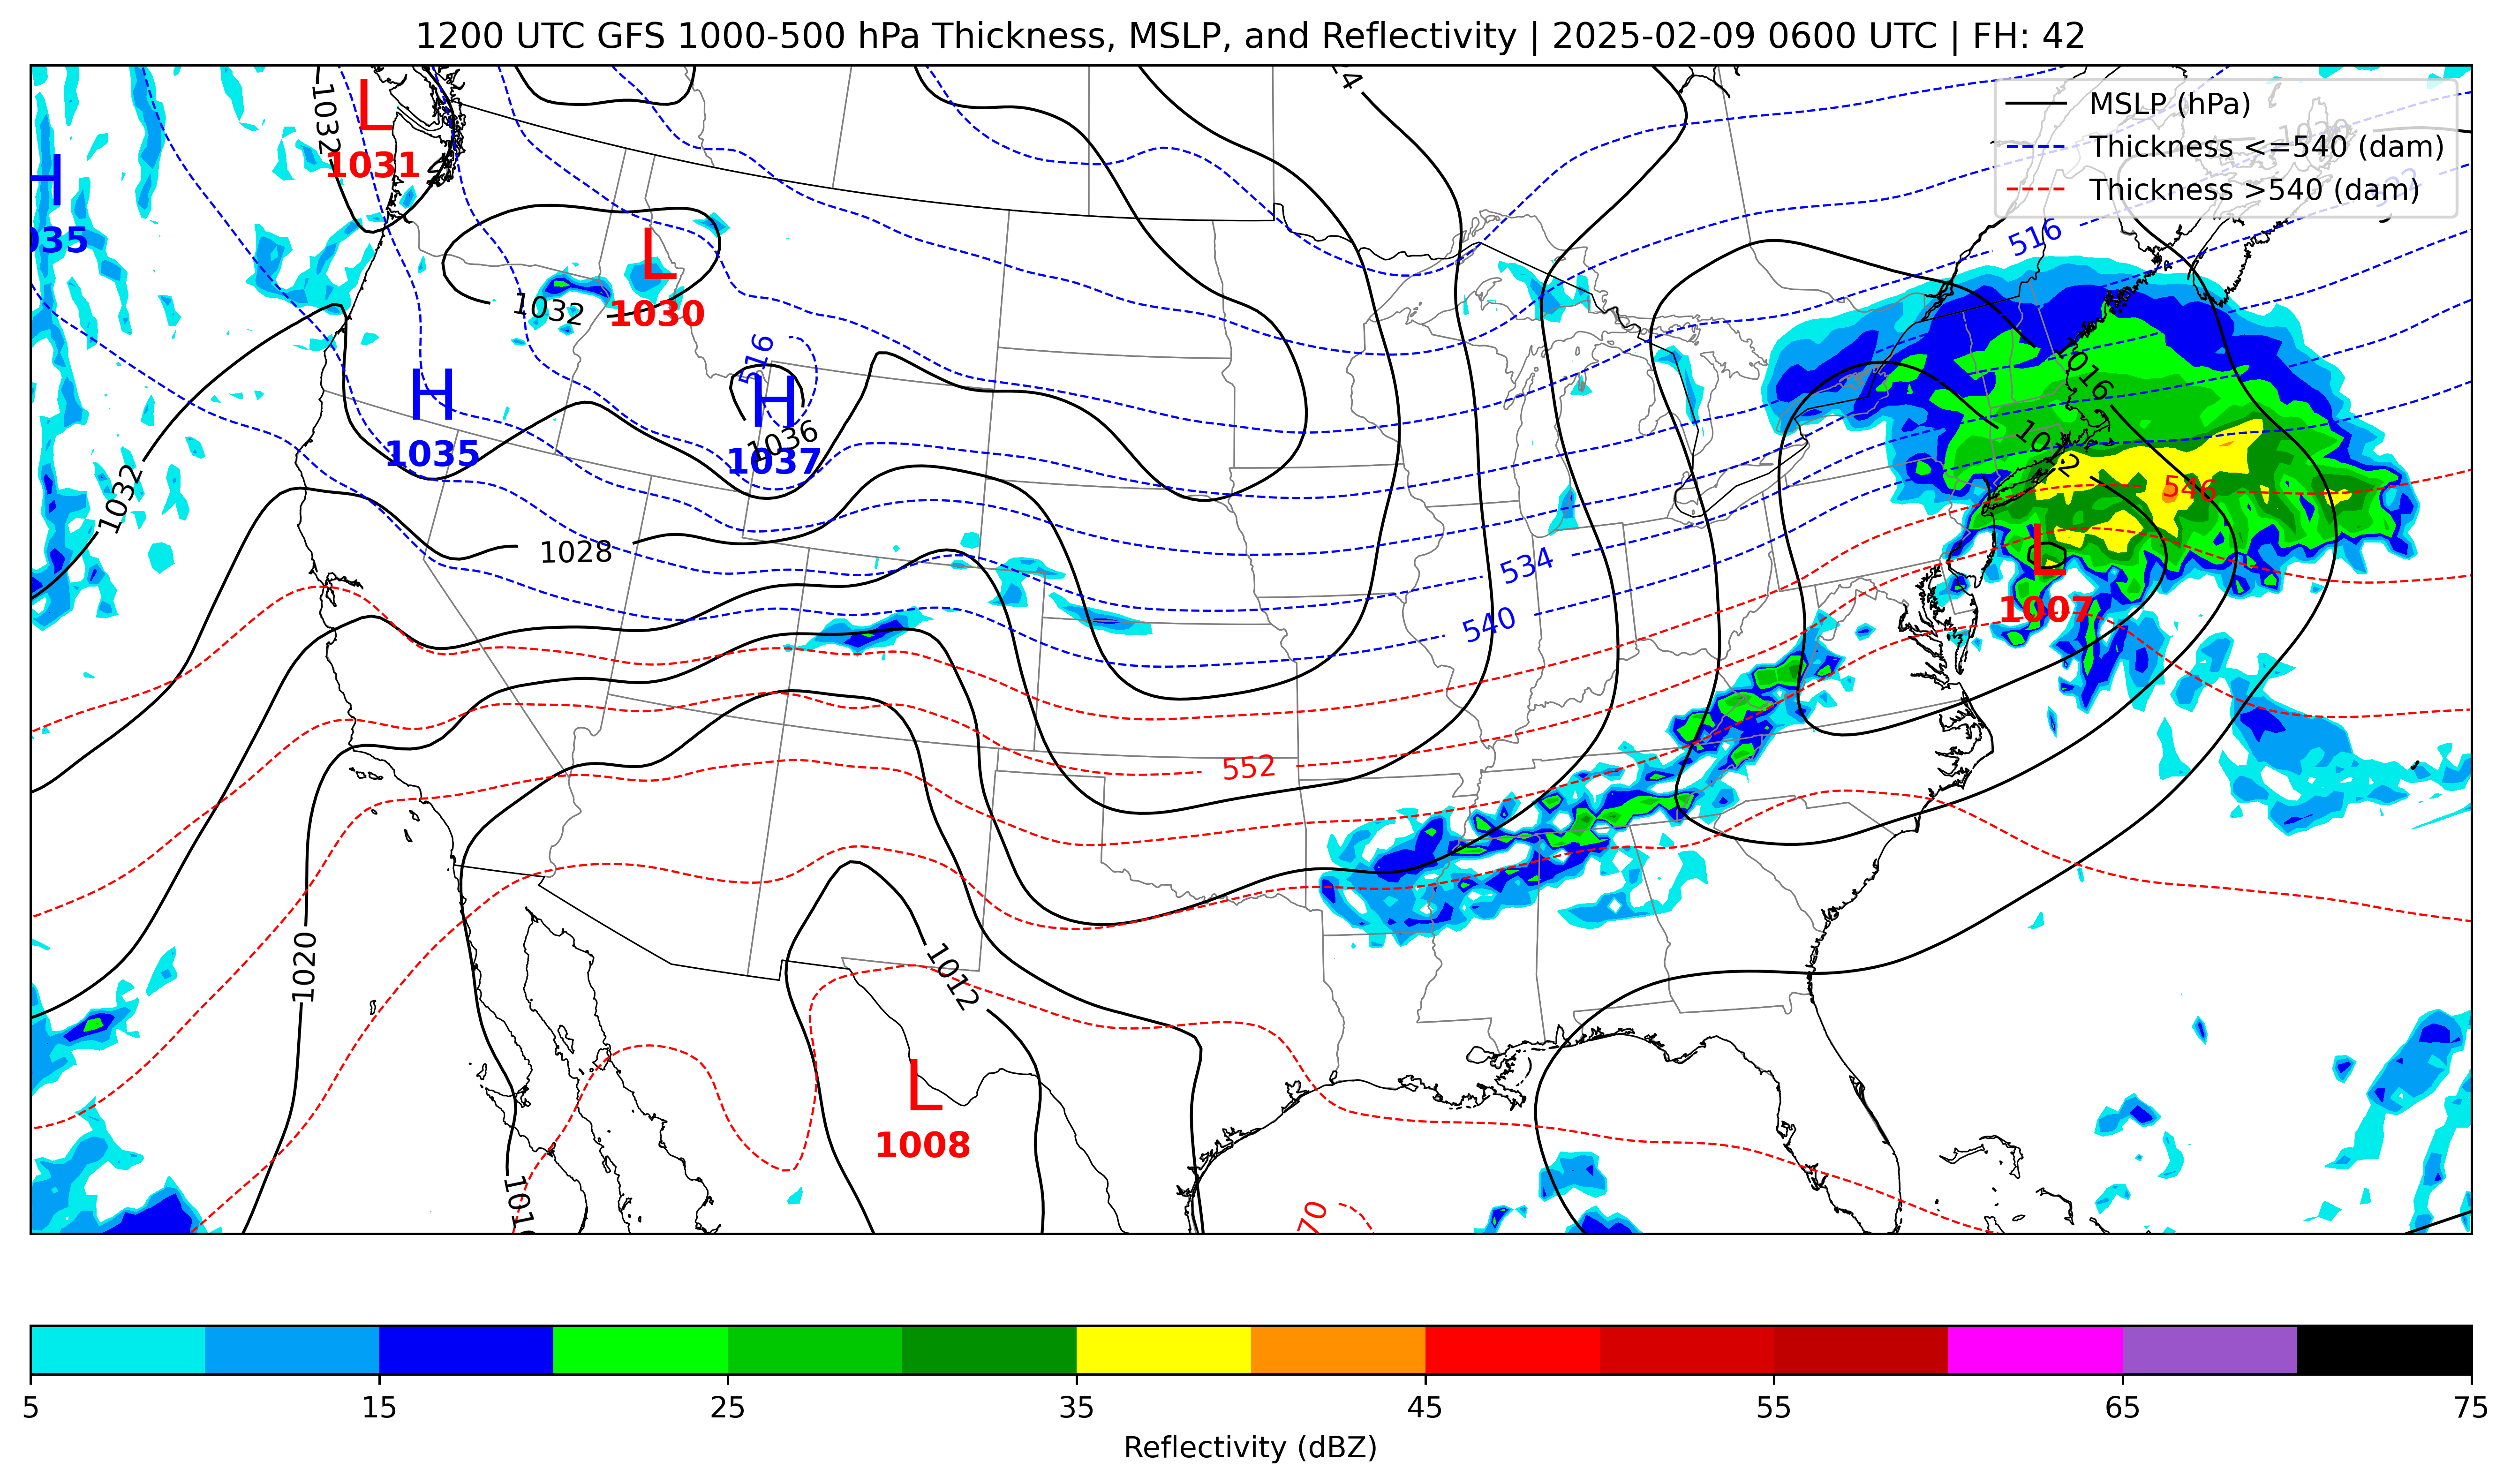 1200 UTC GFS 1000-500 hPa Thickness, MSLP, and Reflectivity | 2025-02-09 0600 UTC | FH: 42
MSLP (hPa)
Thickness <=540 (dam)
Thickness >540 (dam)
L
1031
1032
H
035
516
L
1030
1032
516
H
1035
H
1037
1036
1016
1012
546
1032
1028
534
540
L
1007
552
1020
1012
L
1008
1016
70
5 15 25 35 45 55 65 75
Reflectivity (dBZ)